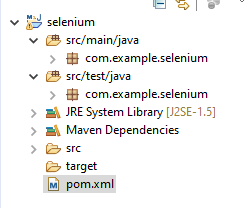 selenium
src/main/java
com.example.selenium
src/test/java
com.example.selenium
JRE System Library [J2SE-1.5]
Maven Dependencies
src
target
pom.xml